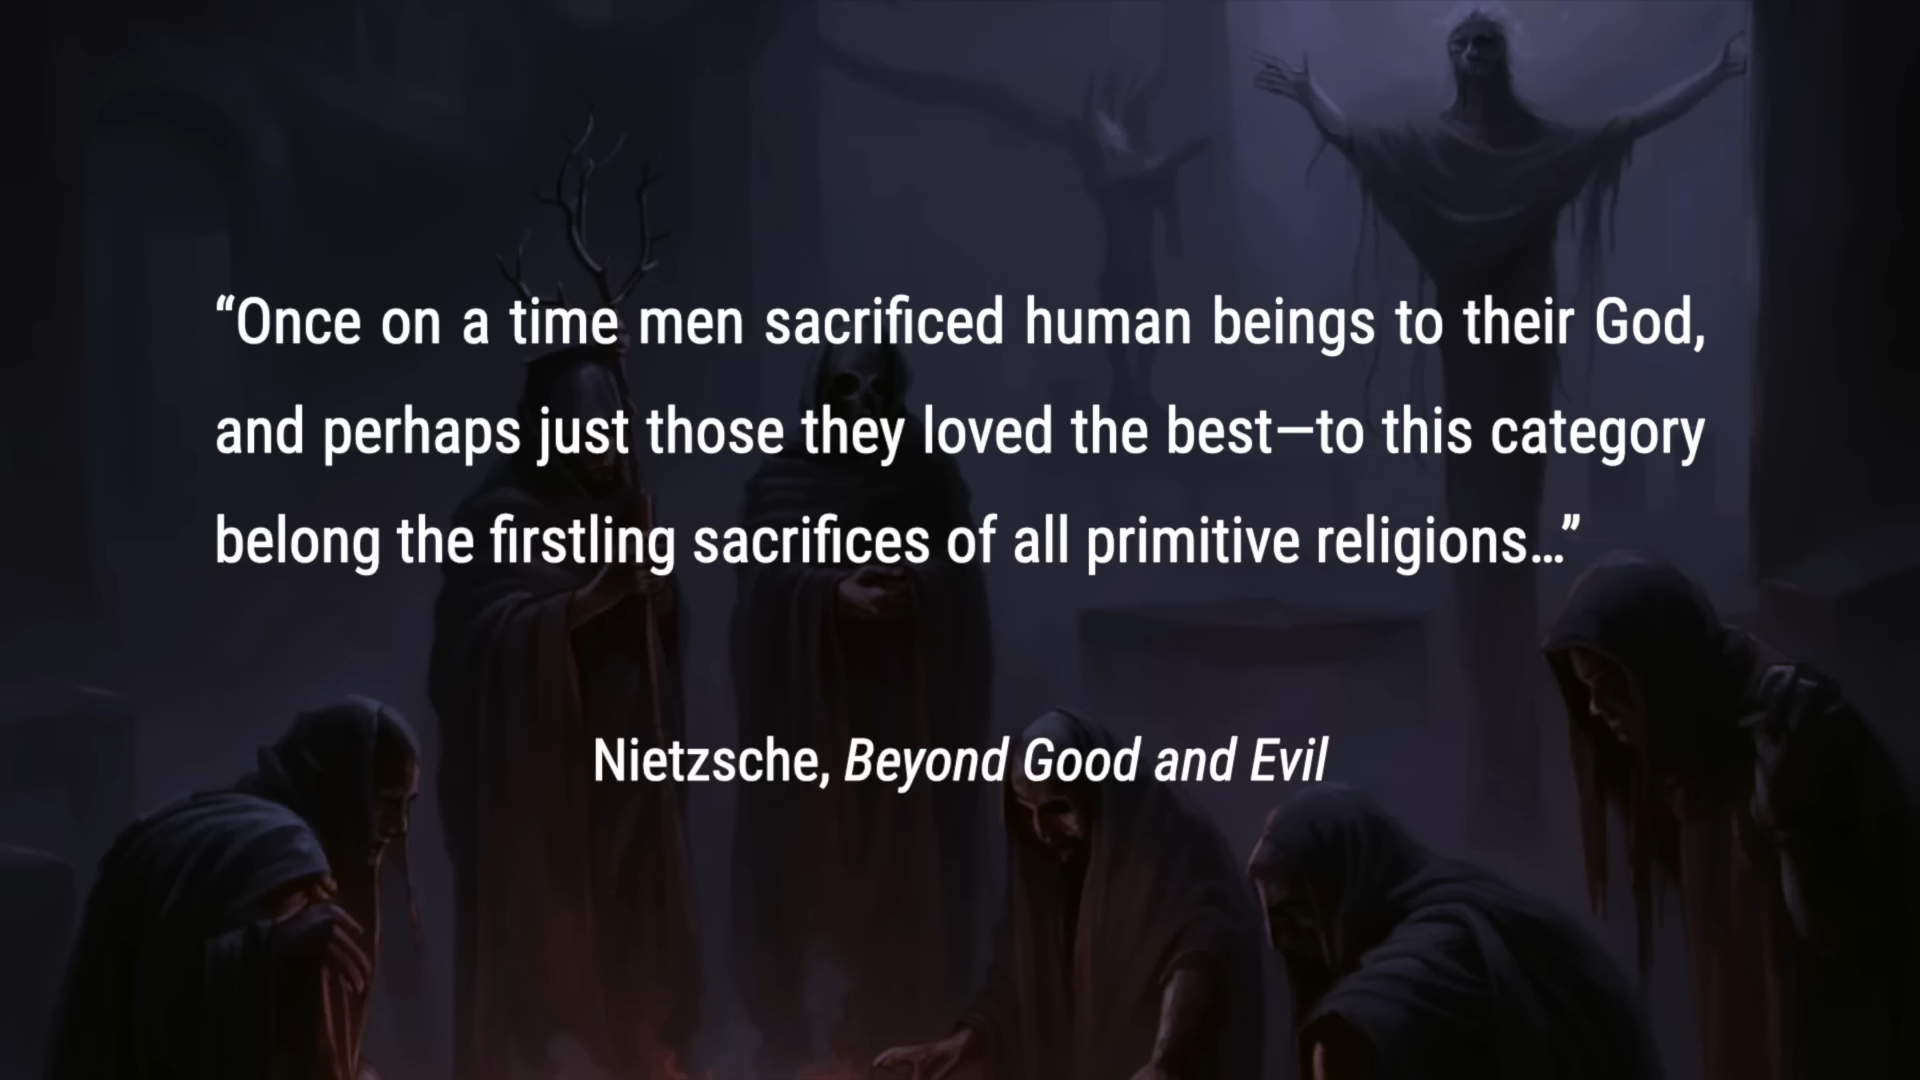 “Once on a time men sacrificed human beings to their God,
and perhaps just those they loved the best—to this category
belong the firstling sacrifices of all primitive religions...”
Nietzsche, Beyond Good and Evil